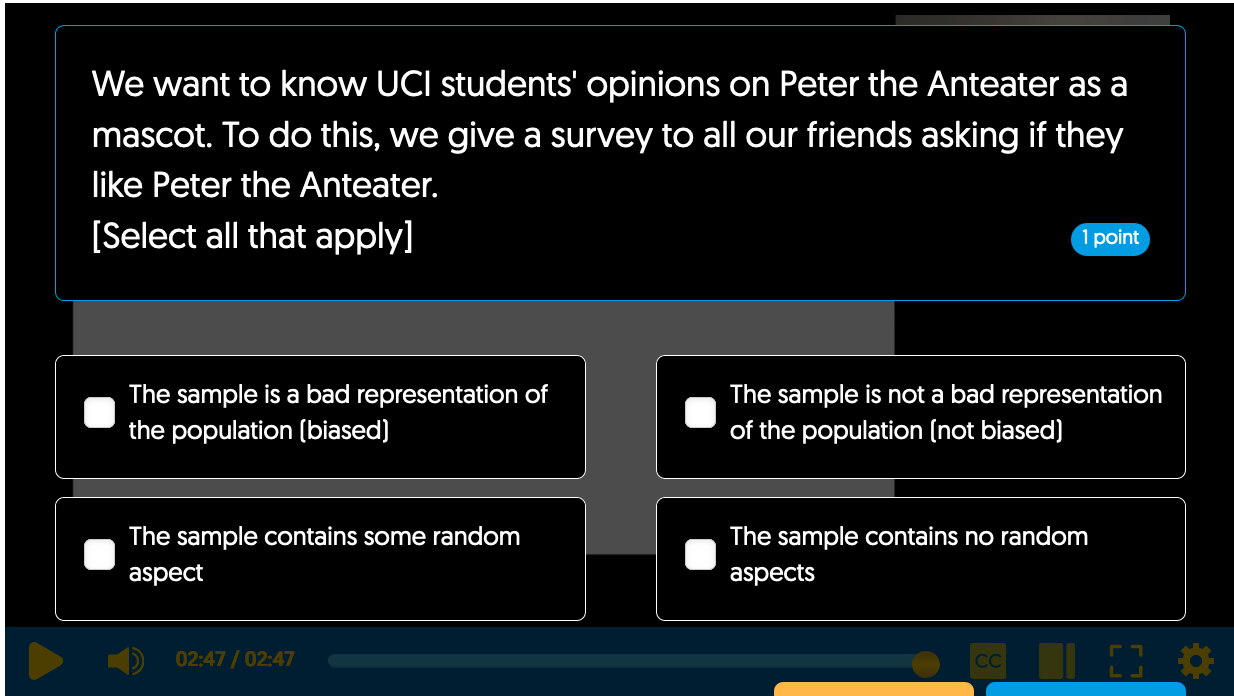 We want to know UCI students' opinions on Peter the Anteater as a
mascot. To do this, we give a survey to all our friends asking if they
like Peter the Anteater.
[Select all that apply]
1 point
The sample is a bad representation of
the population (biased)
The sample is not a bad representation
of the population (not biased)
The sample contains some random
aspect
The sample contains no random
aspects
02:47 / 02:47
CC